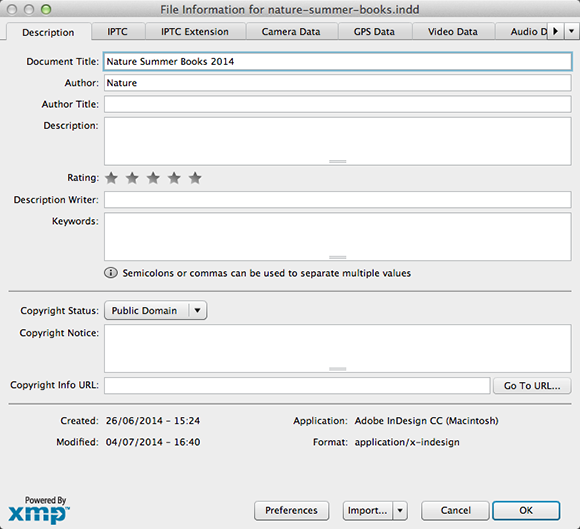 File Information for nature-summer-books.indd
Description IPTC IPTC Extension Camera Data GPS Data Video Data Audio D
Document Title: Nature Summer Books 2014
Author: Nature
Author Title:
Description:
Rating:
Description Writer:
Keywords:
Semicolons or commas can be used to separate multiple values
Copyright Status: Public Domain
Copyright Notice:
Copyright Info URL: Go To URL...
Created: 26/06/2014 - 15:24 Application: Adobe InDesign CC (Macintosh)
Modified: 04/07/2014 - 16:40 Format: application/x-indesign
Powered By
xmp™
Preferences Import... Cancel OK